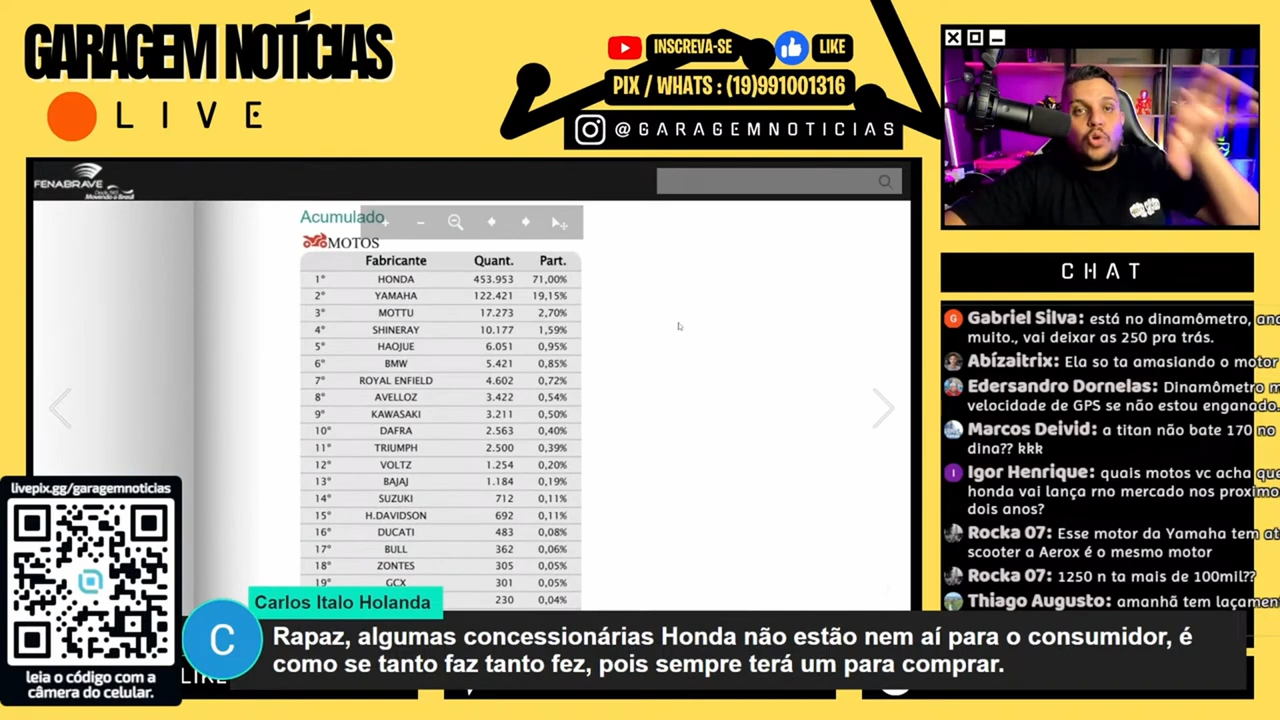 GARAGEM NOTÍCIAS
LIVE
INSCREVA-SE
LIKE
PIX / WHATS : (19)991001316
@GARAGEMNOTICIAS
FENABRAVE
Movendo o Brasil
Acumulado
MOTOS
Fabricante Quant. Part.
1° HONDA 453.953 71,00%
2° YAMAHA 122.421 19,15%
3° MOTTU 17.273 2,70%
4° SHINERAY 10.177 1,59%
5° HAOJUE 6.051 0,95%
6° BMW 5.421 0,85%
7° ROYAL ENFIELD 4.602 0,72%
8° AVELLOZ 3.422 0,54%
9° KAWASAKI 3.211 0,50%
10° DAFRA 2.563 0,40%
11° TRIUMPH 2.500 0,39%
12° VOLTZ 1.254 0,20%
13° BAJAJ 1.184 0,19%
14° SUZUKI 712 0,11%
15° H.DAVIDSON 692 0,11%
16° DUCATI 483 0,08%
17° BULL 362 0,06%
18° ZONTES 305 0,05%
19° GCX 301 0,05%
230 0,04%
CHAT
Gabriel Silva: está no dinamômetro, and
muito., vai deixar as 250 pra trás.
Abízaitrix: Ela so ta amasiando o motor
Edersandro Dornelas: Dinamômetro m
velocidade de GPS se não estou enganado.
Marcos Deivid: a titan não bate 170 no
dina?? kkk
Igor Henrique: quais motos vc acha que
honda vai lança rno mercado nos proximo
dois anos?
Rocka 07: Esse motor da Yamaha tem at
scooter a Aerox é o mesmo motor
Rocka 07: 1250 n ta mais de 100mil??
Thiago Augusto: amanhã tem laçament
livepix.gg/garagemnoticias
leia o código com a
câmera do celular.
LIKE
C
Carlos Italo Holanda
Rapaz, algumas concessionárias Honda não estão nem aí para o consumidor, é
como se tanto faz tanto fez, pois sempre terá um para comprar.